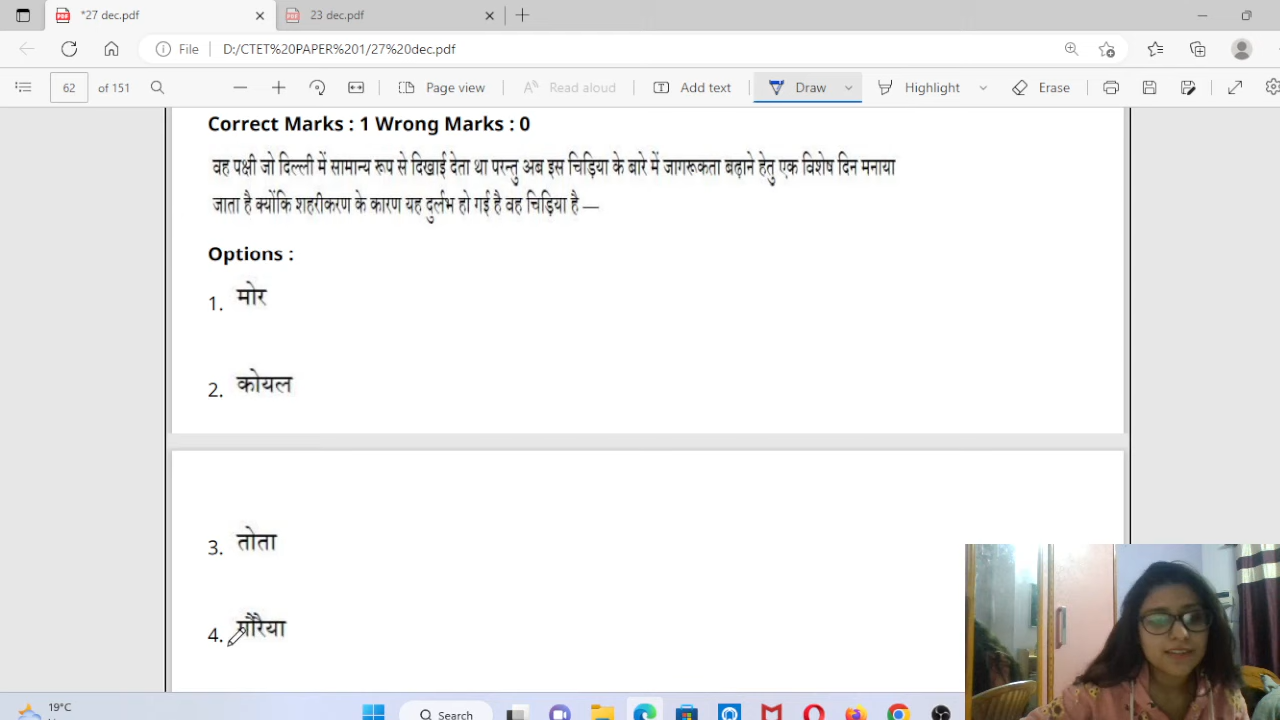 *27 dec.pdf
23 dec.pdf
File
D:/CTET%20PAPER%201/27%20dec.pdf
62 of 151
Page view
Read aloud
Add text
Draw
Highlight
Erase
Correct Marks : 1 Wrong Marks : 0
वह पक्षी जो दिल्ली में सामान्य रूप से दिखाई देता था परन्तु अब इस चिड़िया के बारे में जागरूकता बढ़ाने हेतु एक विशेष दिन मनाया
जाता है क्योंकि शहरीकरण के कारण यह दुर्लभ हो गई है वह चिड़िया है —
Options :
1. मोर
2. कोयल
3. तोता
4. गौरैया
19°C
Search